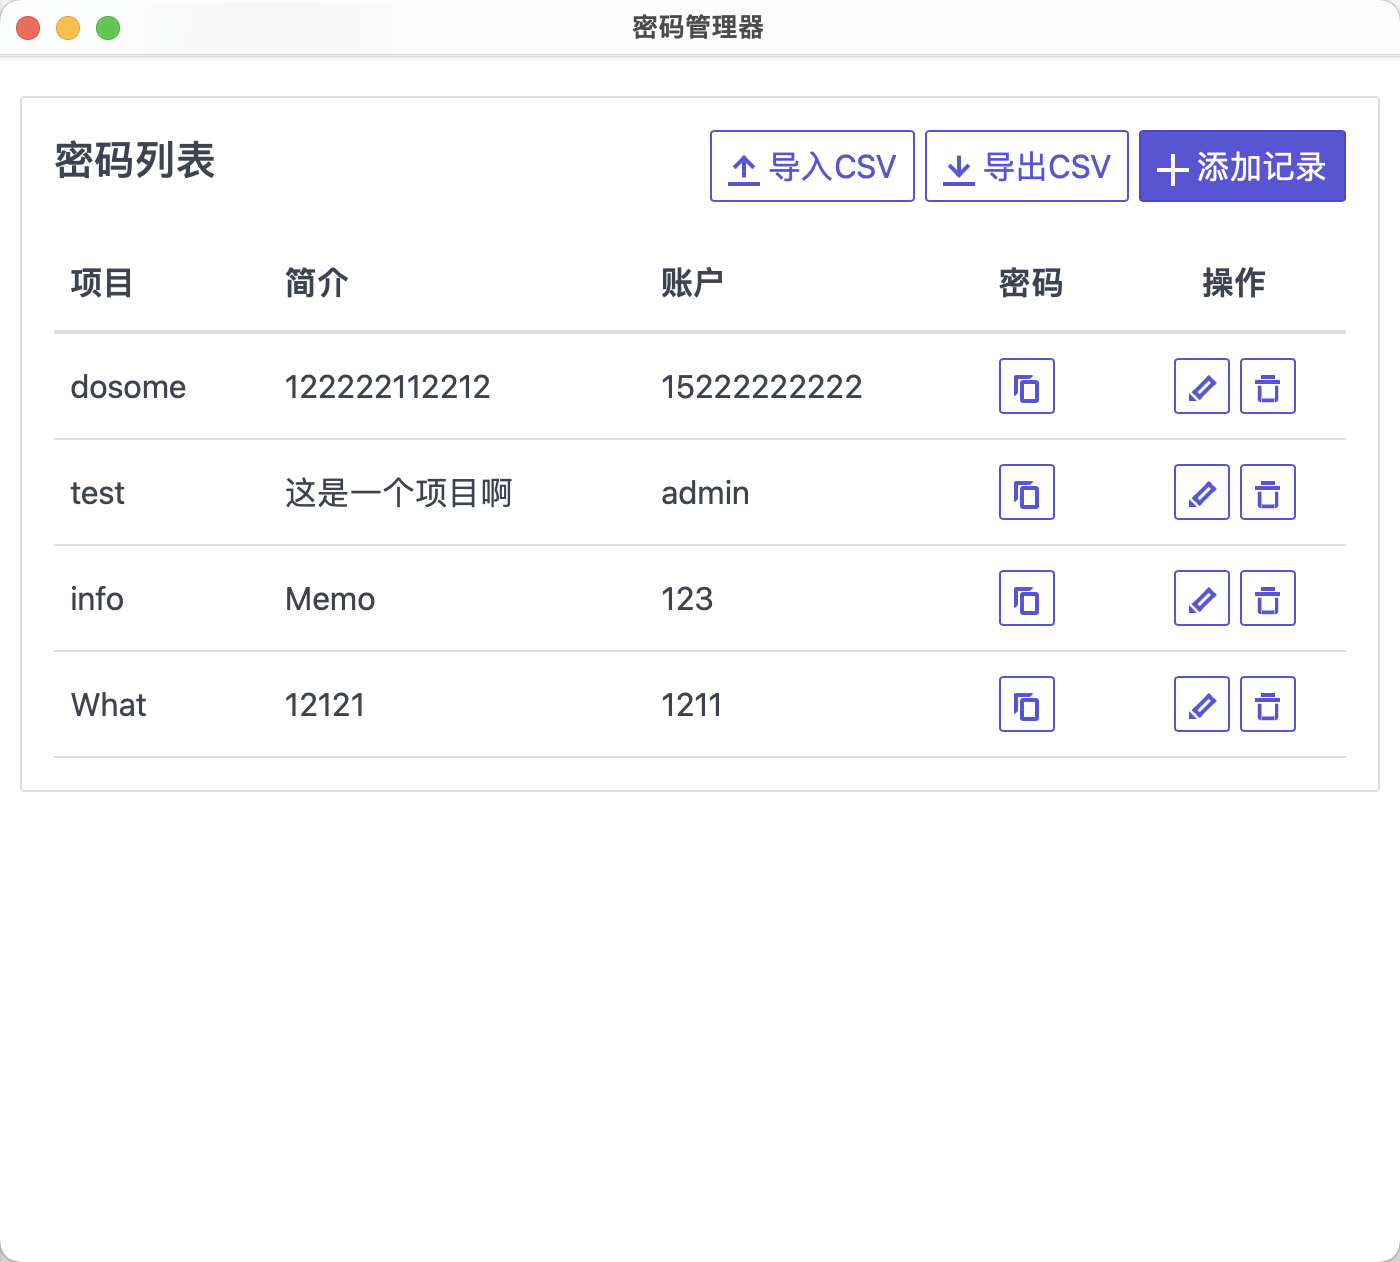 密码管理器
密码列表 导入CSV 导出CSV 添加记录
项目 简介 账户 密码 操作
dosome 122222112212 15222222222
test 这是一个项目啊 admin
info Memo 123
What 12121 1211